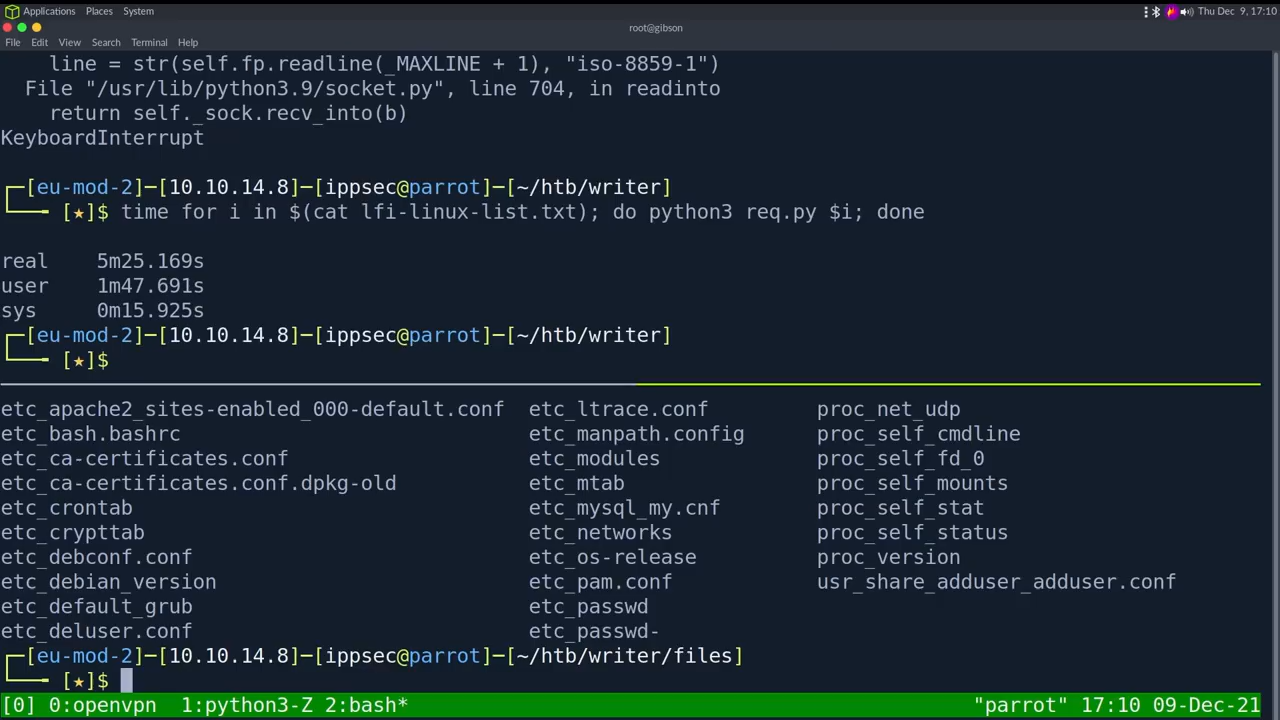 Applications Places System Thu Dec 9, 17:10
root@gibson
File Edit View Search Terminal Help
line = str(self.fp.readline(_MAXLINE + 1), "iso-8859-1")
File "/usr/lib/python3.9/socket.py", line 704, in readinto
return self._sock.recv_into(b)
KeyboardInterrupt
┌─[eu-mod-2]─[10.10.14.8]─[ippsec@parrot]─[~/htb/writer]
└──╼ [★]$ time for i in $(cat lfi-linux-list.txt); do python3 req.py $i; done
real 5m25.169s
user 1m47.691s
sys 0m15.925s
┌─[eu-mod-2]─[10.10.14.8]─[ippsec@parrot]─[~/htb/writer]
└──╼ [★]$
etc_apache2_sites-enabled_000-default.conf etc_ltrace.conf proc_net_udp
etc_bash.bashrc etc_manpath.config proc_self_cmdline
etc_ca-certificates.conf etc_modules proc_self_fd_0
etc_ca-certificates.conf.dpkg-old etc_mtab proc_self_mounts
etc_crontab etc_mysql_my.cnf proc_self_stat
etc_crypttab etc_networks proc_self_status
etc_debconf.conf etc_os-release proc_version
etc_debian_version etc_pam.conf usr_share_adduser_adduser.conf
etc_default_grub etc_passwd
etc_deluser.conf etc_passwd-
┌─[eu-mod-2]─[10.10.14.8]─[ippsec@parrot]─[~/htb/writer/files]
└──╼ [★]$
[0] 0:openvpn 1:python3-Z 2:bash* "parrot" 17:10 09-Dec-21